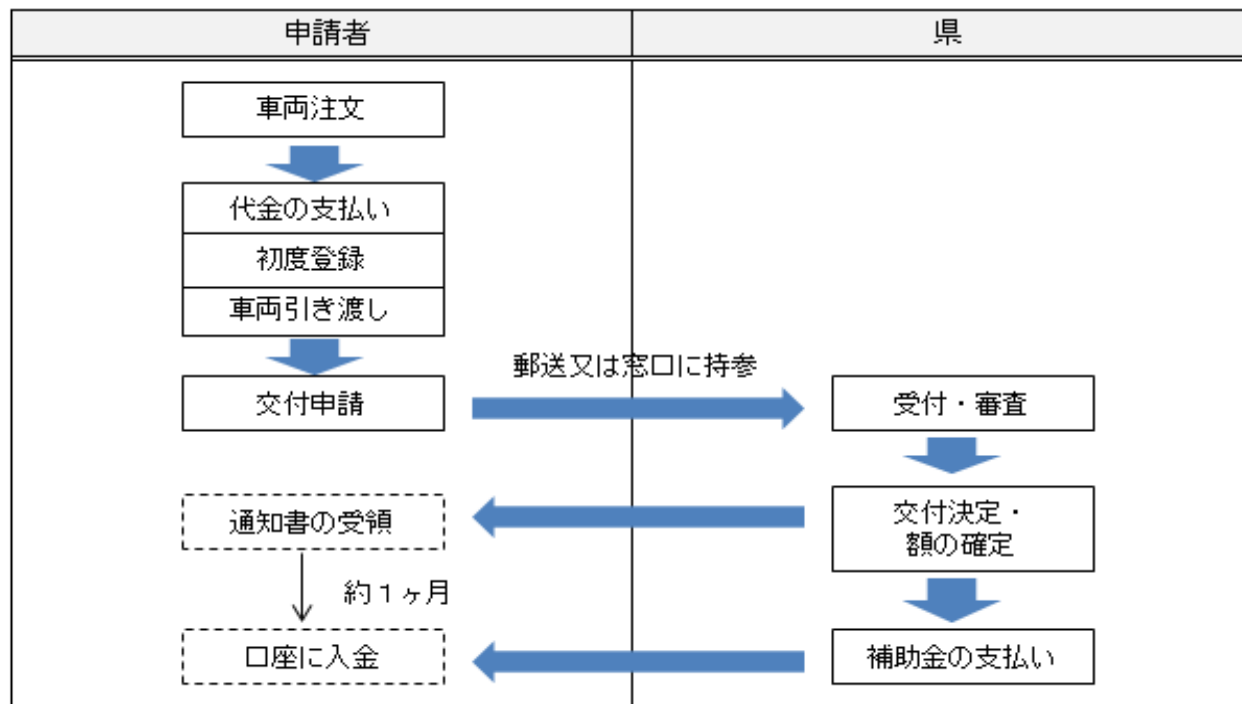 申請者
県
車両注文
代金の支払い
初度登録
車両引き渡し
郵送又は窓口に持参
交付申請
受付・審査
通知書の受領
交付決定・
額の確定
約１ヶ月
口座に入金
補助金の支払い